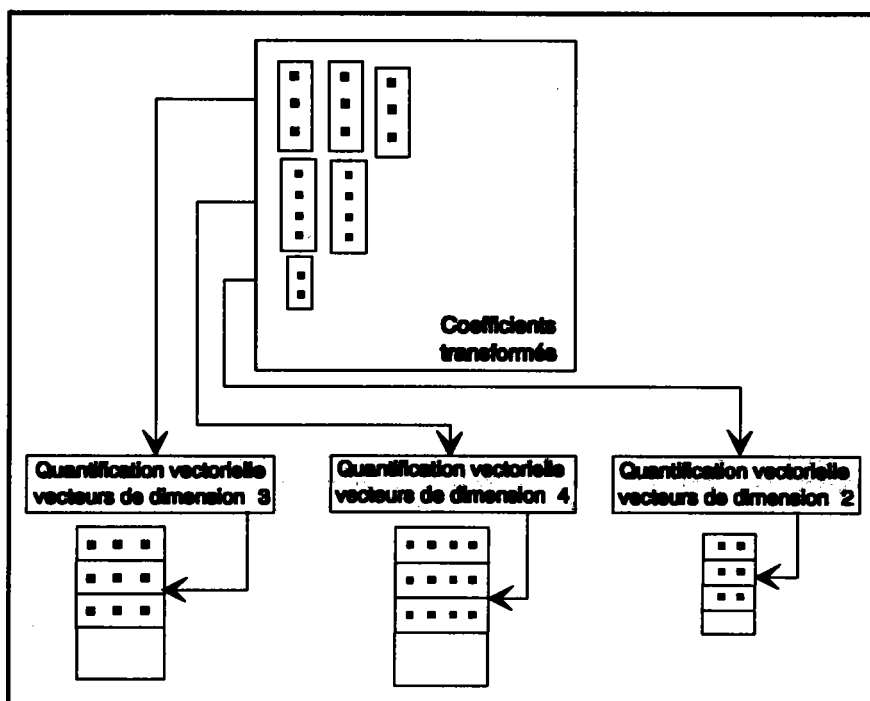 Coefficients
transformés
Quantification vectorielle
vecteurs de dimension 3
Quantification vectorielle
vecteurs de dimension 4
Quantification vectorielle
vecteurs de dimension 2